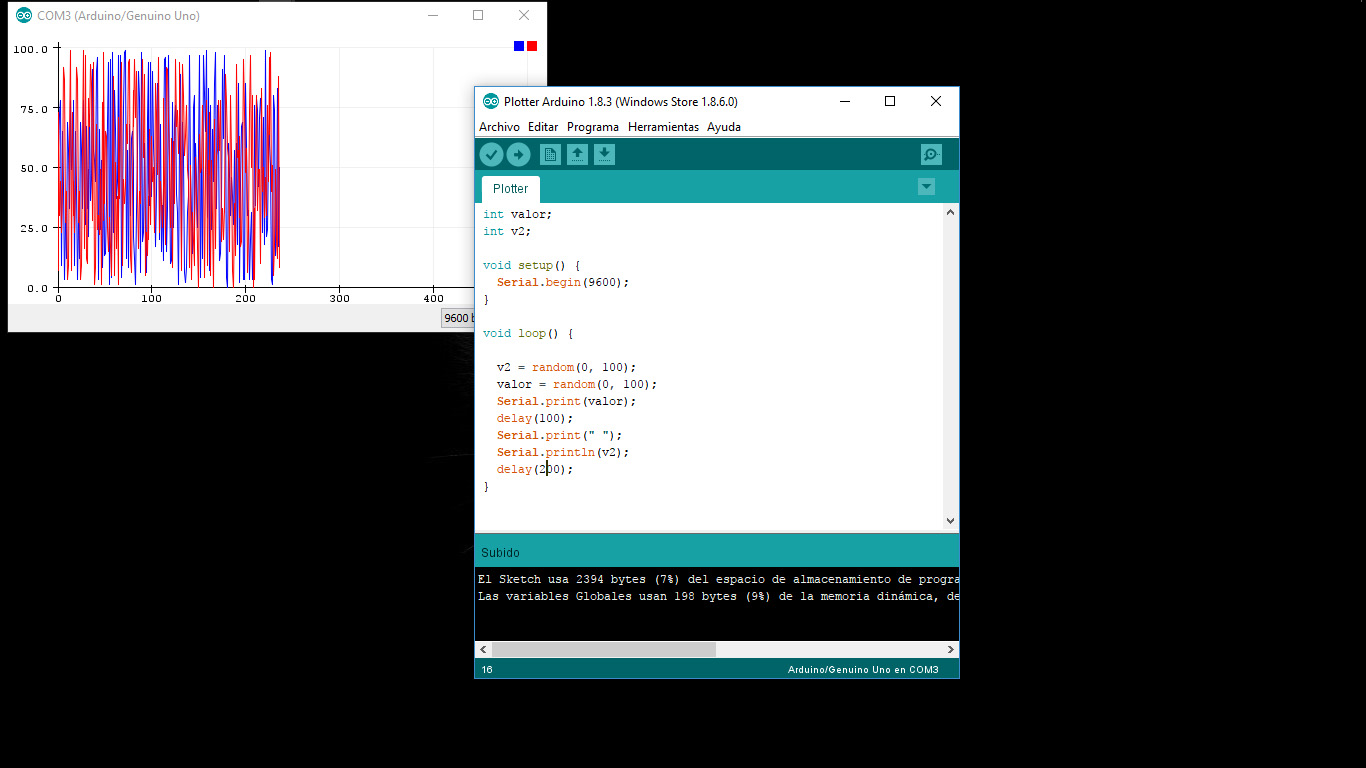 COM3 (Arduino/Genuino Uno)
100.0
75.0
50.0
25.0
0.0
0 100 200 300 400
9600 b
Plotter Arduino 1.8.3 (Windows Store 1.8.6.0)
Archivo Editar Programa Herramientas Ayuda
Plotter
int valor;
int v2;
void setup() {
Serial.begin(9600);
}
void loop() {
v2 = random(0, 100);
valor = random(0, 100);
Serial.print(valor);
delay(100);
Serial.print(" ");
Serial.println(v2);
delay(200);
}
Subido
El Sketch usa 2394 bytes (7%) del espacio de almacenamiento de progra
Las variables Globales usan 198 bytes (9%) de la memoria dinámica, de
16 Arduino/Genuino Uno en COM3